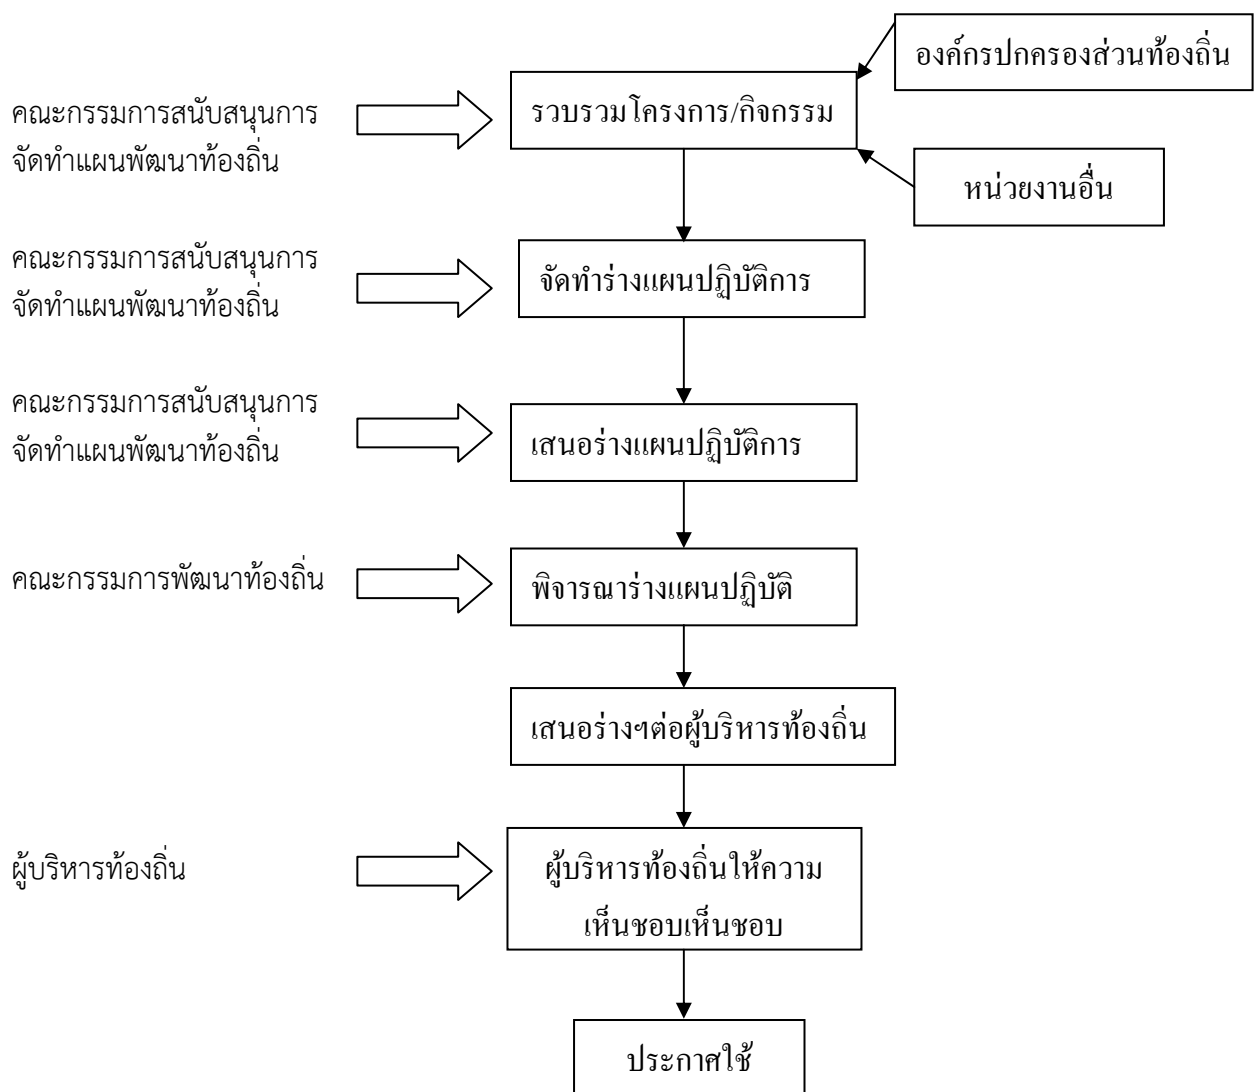 องค์กรปกครองส่วนท้องถิ่น
คณะกรรมการสนับสนุนการ
จัดทำแผนพัฒนาท้องถิ่น
รวบรวมโครงการ/กิจกรรม
หน่วยงานอื่น
คณะกรรมการสนับสนุนการ
จัดทำแผนพัฒนาท้องถิ่น
จัดทำร่างแผนปฏิบัติการ
คณะกรรมการสนับสนุนการ
จัดทำแผนพัฒนาท้องถิ่น
เสนอร่างแผนปฏิบัติการ
คณะกรรมการพัฒนาท้องถิ่น
พิจารณาร่างแผนปฏิบัติ
เสนอร่างฯต่อผู้บริหารท้องถิ่น
ผู้บริหารท้องถิ่น
ผู้บริหารท้องถิ่นให้ความ
เห็นชอบเห็นชอบ
ประกาศใช้